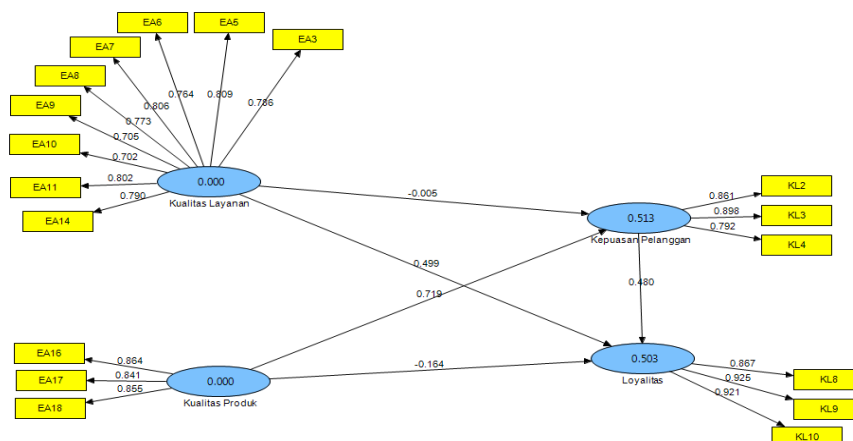 EA6
EA5
EA3
EA7
EA8
EA9
EA10
EA11
EA14
0.764
0.809
0.786
0.806
0.773
0.705
0.702
0.802
0.790
0.000
Kualitas Layanan
-0.005
0.499
0.719
0.513
Kepuasan Pelanggan
0.861
KL2
0.898
KL3
0.792
KL4
0.480
EA16
0.864
EA17
0.841
EA18
0.855
0.000
Kualitas Produk
-0.164
0.503
Loyalitas
0.867
KL8
0.925
KL9
0.921
KL10